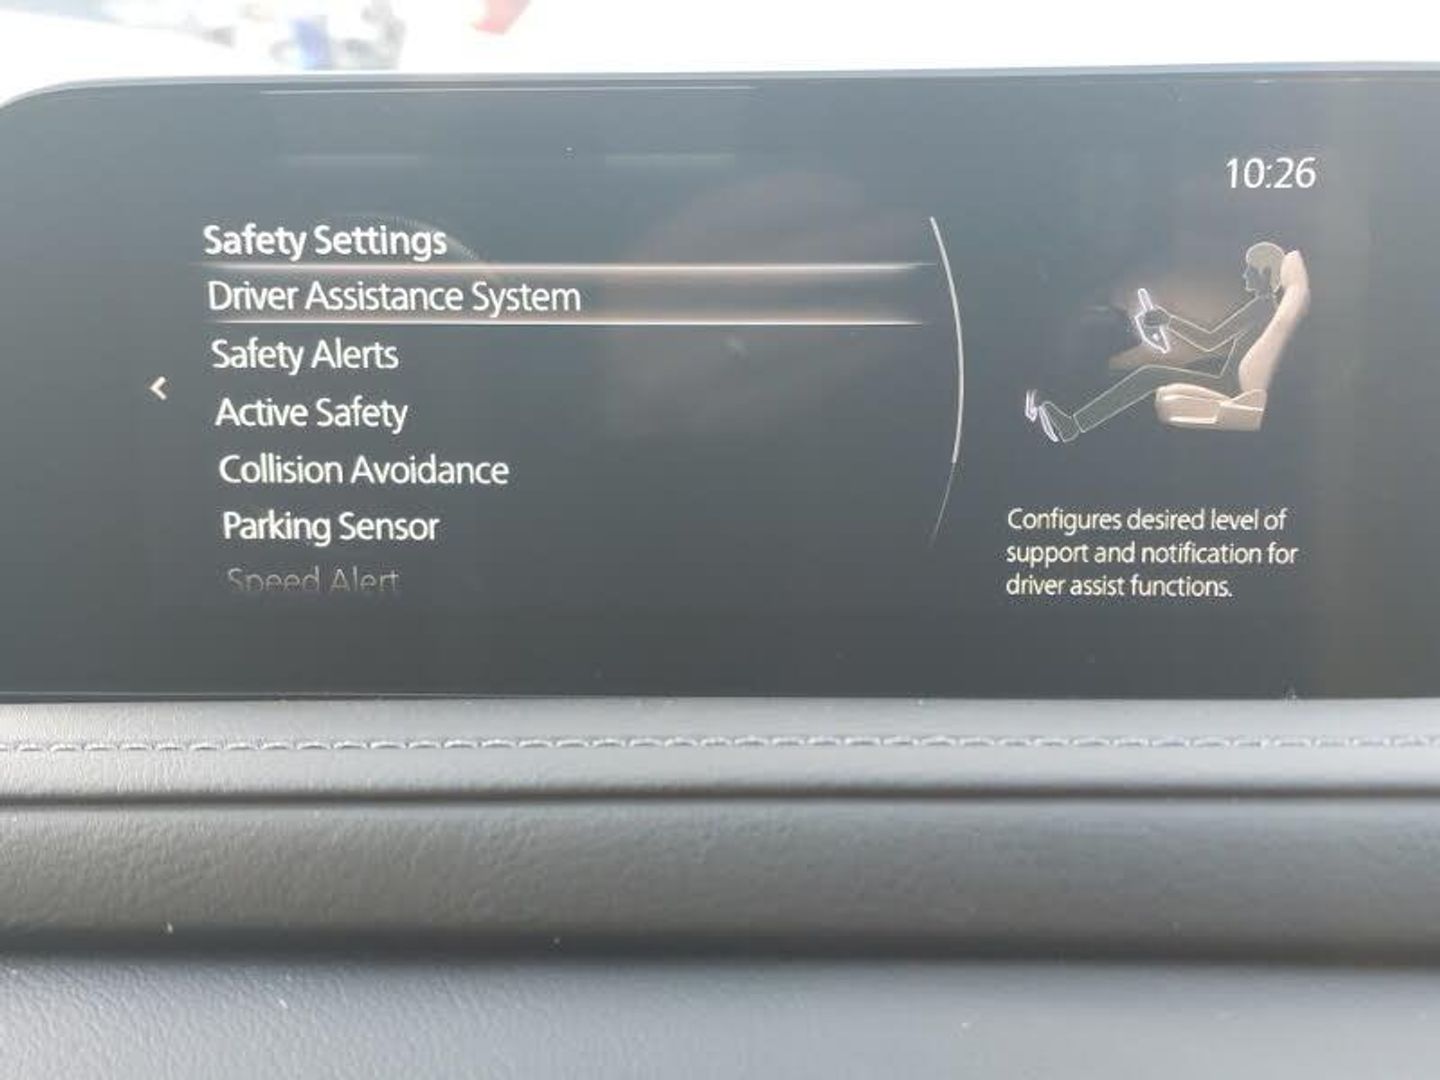 10:26
Safety Settings
Driver Assistance System
Safety Alerts
Active Safety
Collision Avoidance
Parking Sensor
Speed Alert
Configures desired level of
support and notification for
driver assist functions.